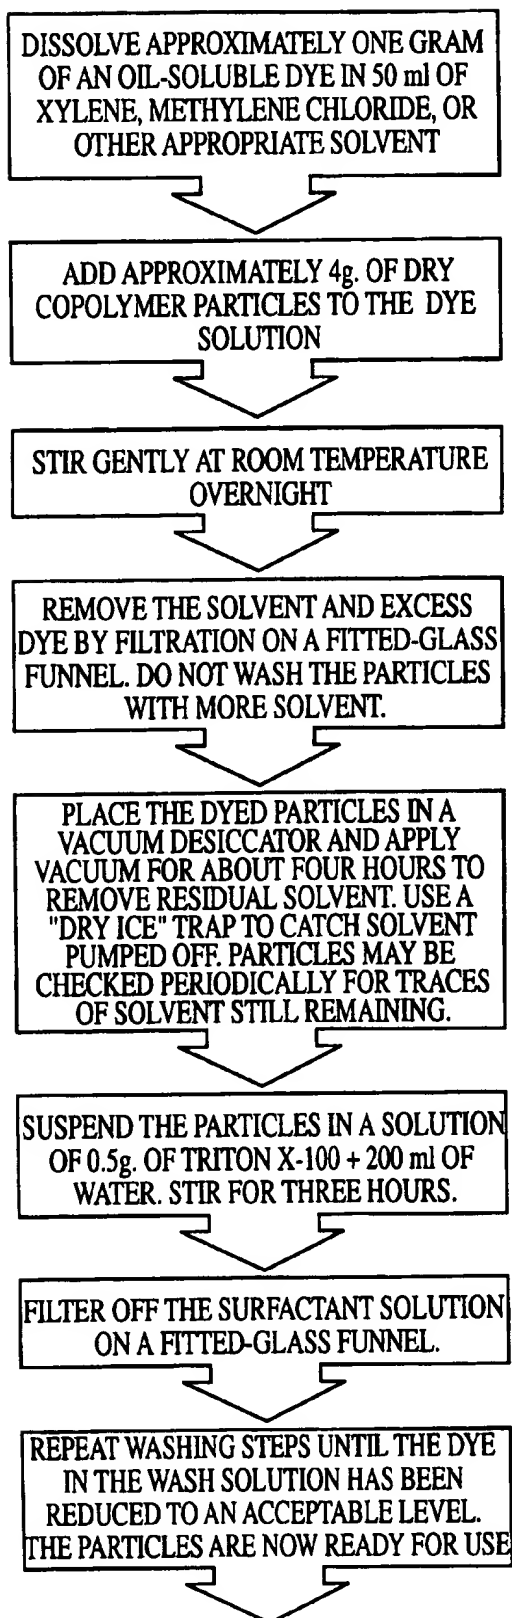 DISSOLVE APPROXIMATELY ONE GRAM
OF AN OIL-SOLUBLE DYE IN 50 ml OF
XYLENE, METHYLENE CHLORIDE, OR
OTHER APPROPRIATE SOLVENT
ADD APPROXIMATELY 4g. OF DRY
COPOLYMER PARTICLES TO THE DYE
SOLUTION
STIR GENTLY AT ROOM TEMPERATURE
OVERNIGHT
REMOVE THE SOLVENT AND EXCESS
DYE BY FILTRATION ON A FITTED-GLASS
FUNNEL. DO NOT WASH THE PARTICLES
WITH MORE SOLVENT.
PLACE THE DYED PARTICLES IN A
VACUUM DESICCATOR AND APPLY
VACUUM FOR ABOUT FOUR HOURS TO
REMOVE RESIDUAL SOLVENT. USE A
"DRY ICE" TRAP TO CATCH SOLVENT
PUMPED OFF. PARTICLES MAY BE
CHECKED PERIODICALLY FOR TRACES
OF SOLVENT STILL REMAINING.
SUSPEND THE PARTICLES IN A SOLUTION
OF 0.5g. OF TRITON X-100 + 200 ml OF
WATER. STIR FOR THREE HOURS.
FILTER OFF THE SURFACTANT SOLUTION
ON A FITTED-GLASS FUNNEL.
REPEAT WASHING STEPS UNTIL THE DYE
IN THE WASH SOLUTION HAS BEEN
REDUCED TO AN ACCEPTABLE LEVEL.
THE PARTICLES ARE NOW READY FOR USE